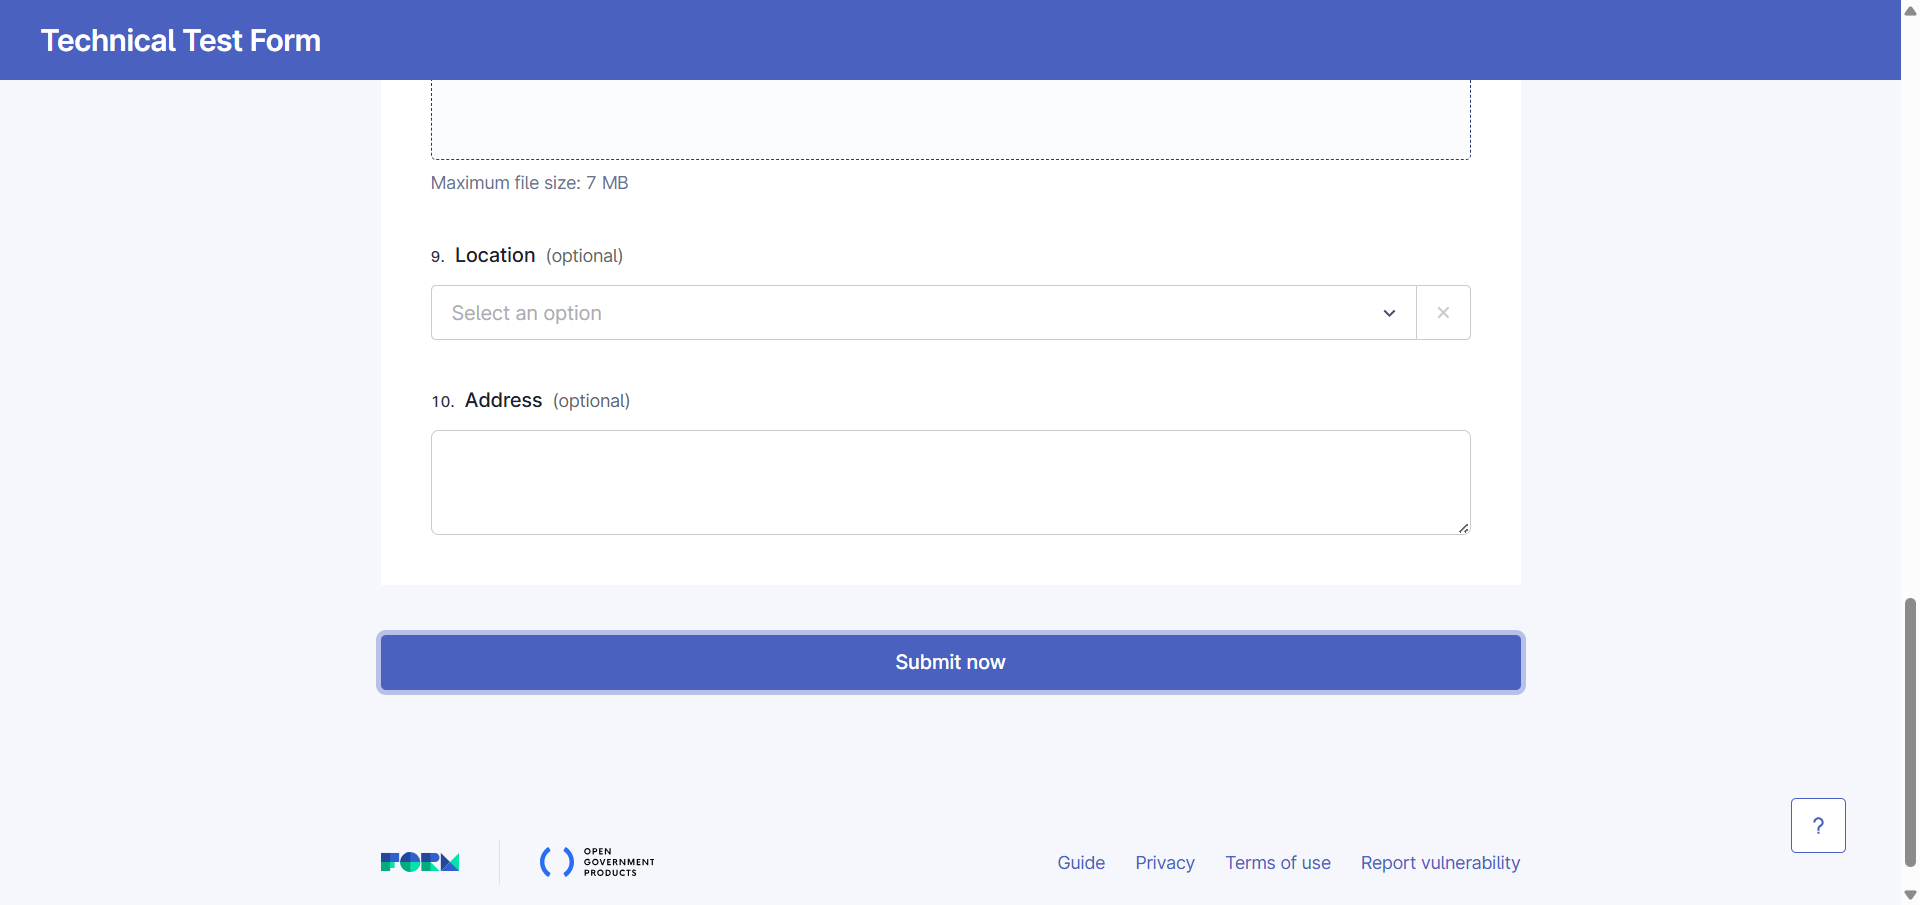 Technical Test Form
Maximum file size: 7 MB
9. Location (optional)
Select an option
10. Address (optional)
Submit now
?
FORM
OPEN
GOVERNMENT
PRODUCTS
Guide Privacy Terms of use Report vulnerability